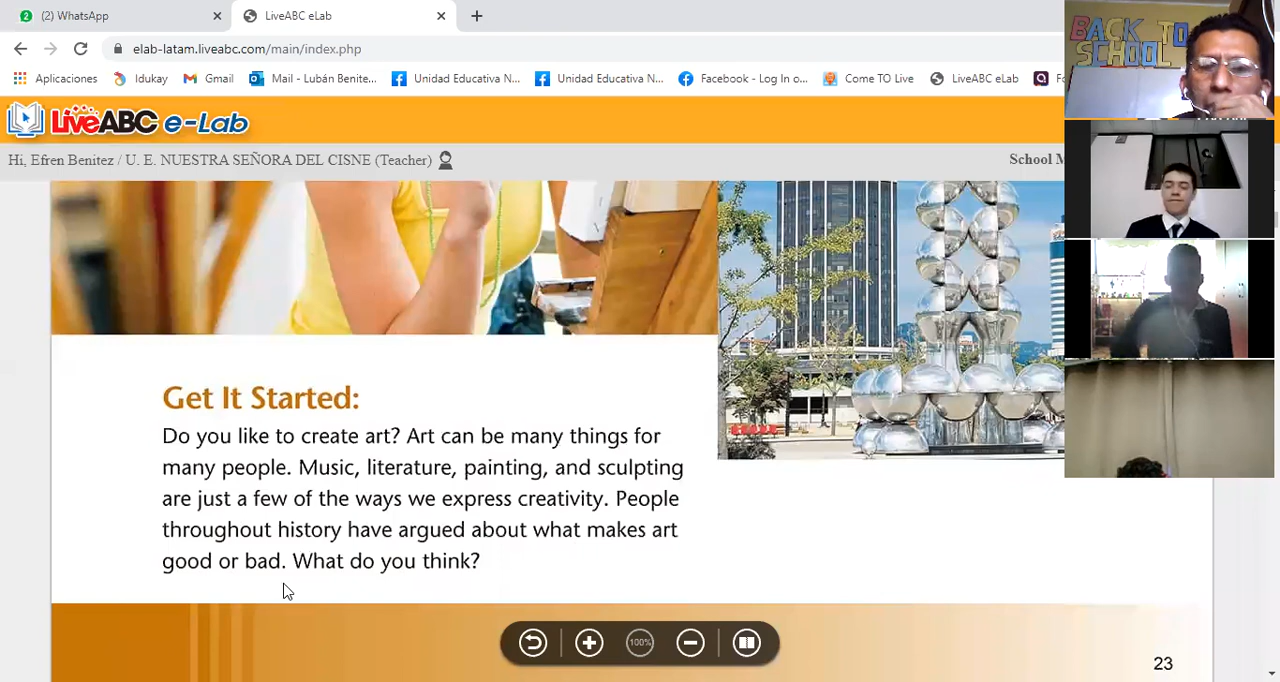 (2) WhatsApp
LiveABC eLab
elab-latam.liveabc.com/main/index.php
Aplicaciones
Idukay
Gmail
Mail - Lubán Benite...
Unidad Educativa N...
Unidad Educativa N...
Facebook - Log In o...
Come TO Live
LiveABC eLab
LiveABC e-Lab
Hi, Efren Benitez / U. E. NUESTRA SEÑORA DEL CISNE (Teacher)
School M
BACK TO
SCHOOL
Get It Started:
Do you like to create art? Art can be many things for
many people. Music, literature, painting, and sculpting
are just a few of the ways we express creativity. People
throughout history have argued about what makes art
good or bad. What do you think?
100%
23